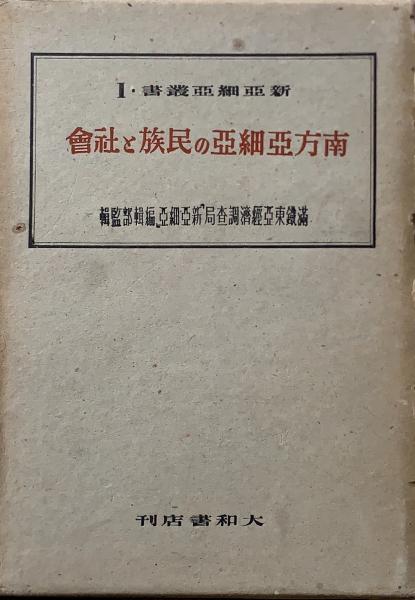 新亞細亞叢書・1
南方亞細亞の民族と社會
滿鐵東亞經濟調查局「新亞細亞」編輯部監輯
大和書店刊